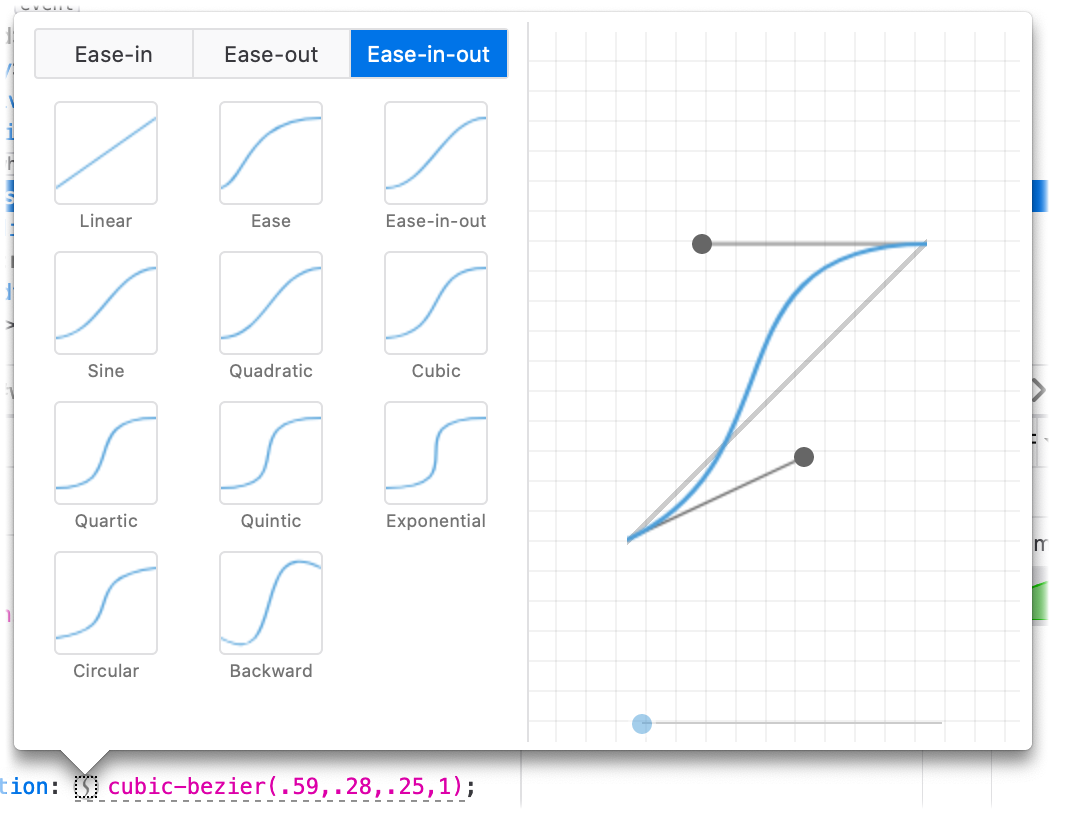 event
Ease-in Ease-out Ease-in-out
Linear Ease Ease-in-out
Sine Quadratic Cubic
Quartic Quintic Exponential
Circular Backward
tion: cubic-bezier(.59,.28,.25,1);